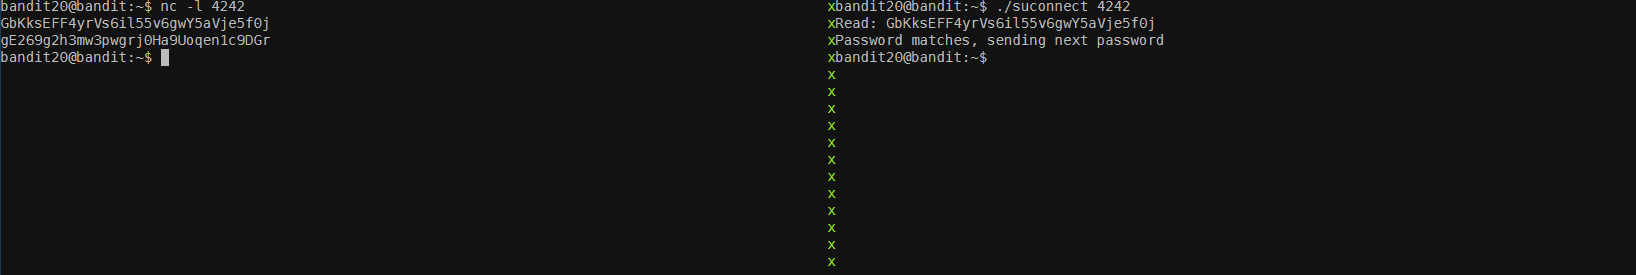 bandit20@bandit:~$ nc -l 4242
GbKksEFF4yrVs6il55v6gwY5aVje5f0j
gE269g2h3mw3pwgrj0Ha9Uoqen1c9DGr
bandit20@bandit:~$
xbandit20@bandit:~$ ./suconnect 4242
xRead: GbKksEFF4yrVs6il55v6gwY5aVje5f0j
xPassword matches, sending next password
xbandit20@bandit:~$
x
x
x
x
x
x
x
x
x
x
x
x